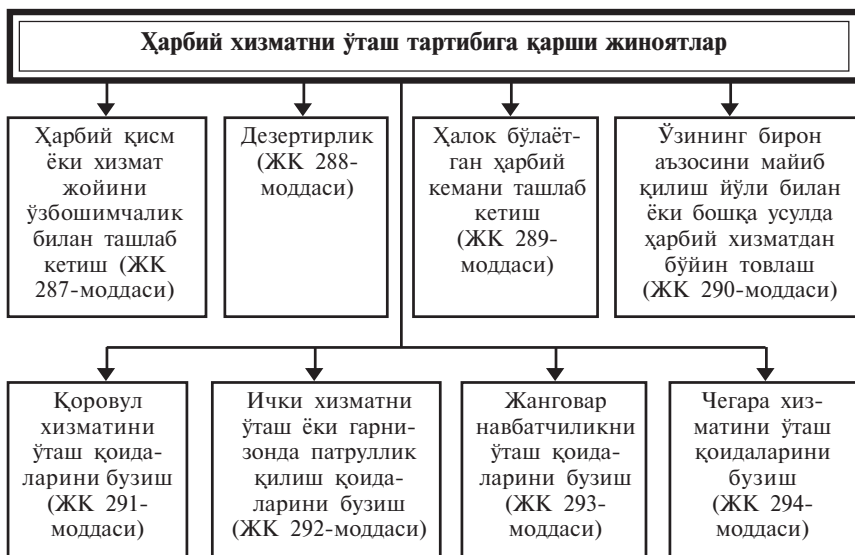 Ҳарбий хизматни ўташ тартибига қарши жиноятлар
Ҳарбий қисм
ёки хизмат
жойини
ўзбошимчалик
билан ташлаб
кетиш (ЖК
287-моддаси)
Дезертирлик
(ЖК 288-
моддаси)
Ҳалок бўлаёт-
ган ҳарбий
кемани ташлаб
кетиш
(ЖК 289-
моддаси)
Ўзининг бирон
аъзосини майиб
қилиш йўли билан
ёки бошқа усулда
ҳарбий хизматдан
бўйин товлаш
(ЖК 290-моддаси)
Қоровул
хизматини
ўташ қоида-
ларини бузиш
(ЖК 291-
моддаси)
Ички хизматни
ўташ ёки гарни-
зонда патруллик
қилиш қоида-
ларини бузиш
(ЖК 292-моддаси)
Жанговар
навбатчиликни
ўташ қоида-
ларини бузиш
(ЖК 293-
моддаси)
Чегара хиз-
матини ўташ
қоидаларини
бузиш
(ЖК 294-
моддаси)